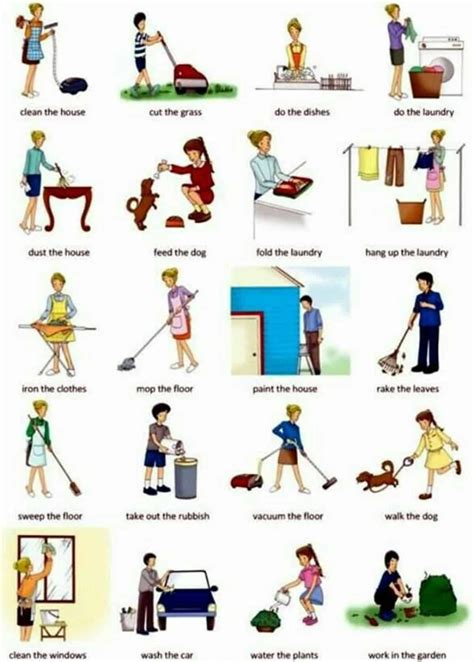 clean the house
cut the grass
do the dishes
do the laundry
dust the house
feed the dog
fold the laundry
hang up the laundry
iron the clothes
mop the floor
paint the house
rake the leaves
sweep the floor
take out the rubbish
vacuum the floor
walk the dog
clean the windows
wash the car
water the plants
work in the garden